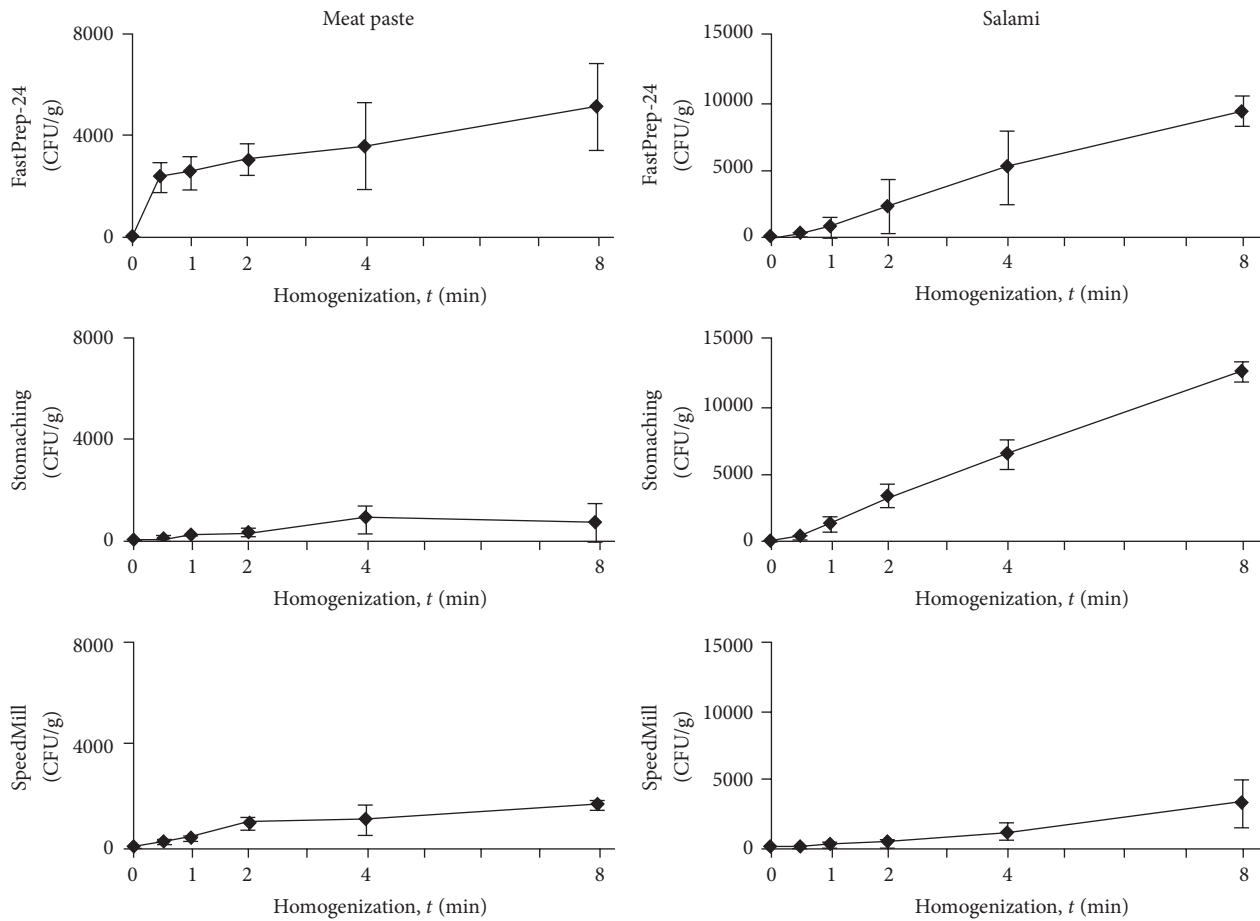 Meat paste
FastPrep-24
(CFU/g)
8000
4000
0
0 1 2 4 8
Homogenization, t (min)
Salami
FastPrep-24
(CFU/g)
15000
10000
5000
0
0 1 2 4 8
Homogenization, t (min)
Stomaching
(CFU/g)
8000
4000
0
0 1 2 4 8
Homogenization, t (min)
Stomaching
(CFU/g)
15000
10000
5000
0
0 1 2 4 8
Homogenization, t (min)
SpeedMill
(CFU/g)
8000
4000
0
0 1 2 4 8
Homogenization, t (min)
SpeedMill
(CFU/g)
15000
10000
5000
0
0 1 2 4 8
Homogenization, t (min)